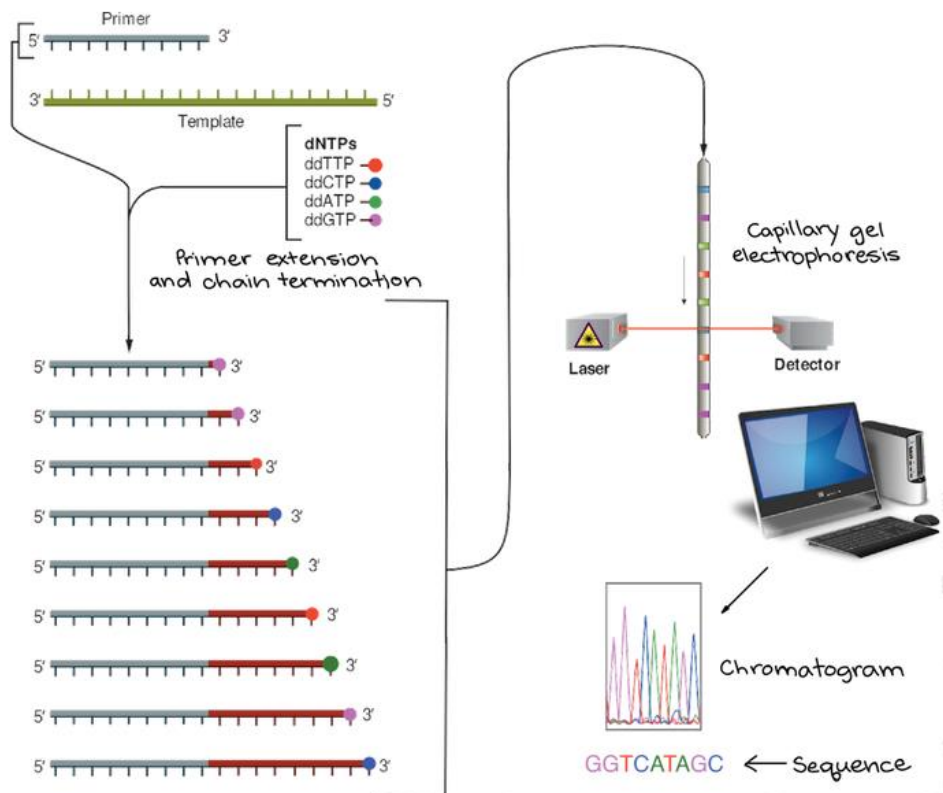 Primer
5′ 3′
3′ 5′
Template
dNTPs
ddTTP
ddCTP
ddATP
ddGTP
Primer extension
and chain termination
5′ 3′
5′ 3′
5′ 3′
5′ 3′
5′ 3′
5′ 3′
5′ 3′
5′ 3′
5′ 3′
Capillary gel
electrophoresis
Laser
Detector
Chromatogram
GGTCATAGC ← Sequence